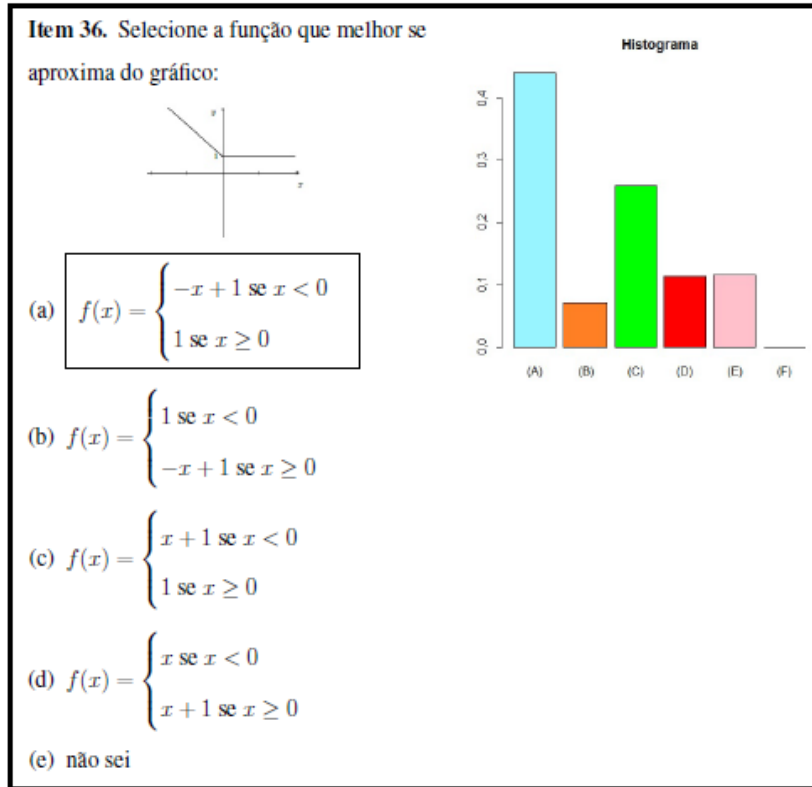 Item 36. Selecione a função que melhor se
aproxima do gráfico:
y
1
x
(a) f(x) = { −x + 1 se x < 0
1 se x ≥ 0
(b) f(x) = { 1 se x < 0
−x + 1 se x ≥ 0
(c) f(x) = { x + 1 se x < 0
1 se x ≥ 0
(d) f(x) = { x se x < 0
x + 1 se x ≥ 0
(e) não sei
Histograma
0,4
0,3
0,2
0,1
0,0
(A) (B) (C) (D) (E) (F)